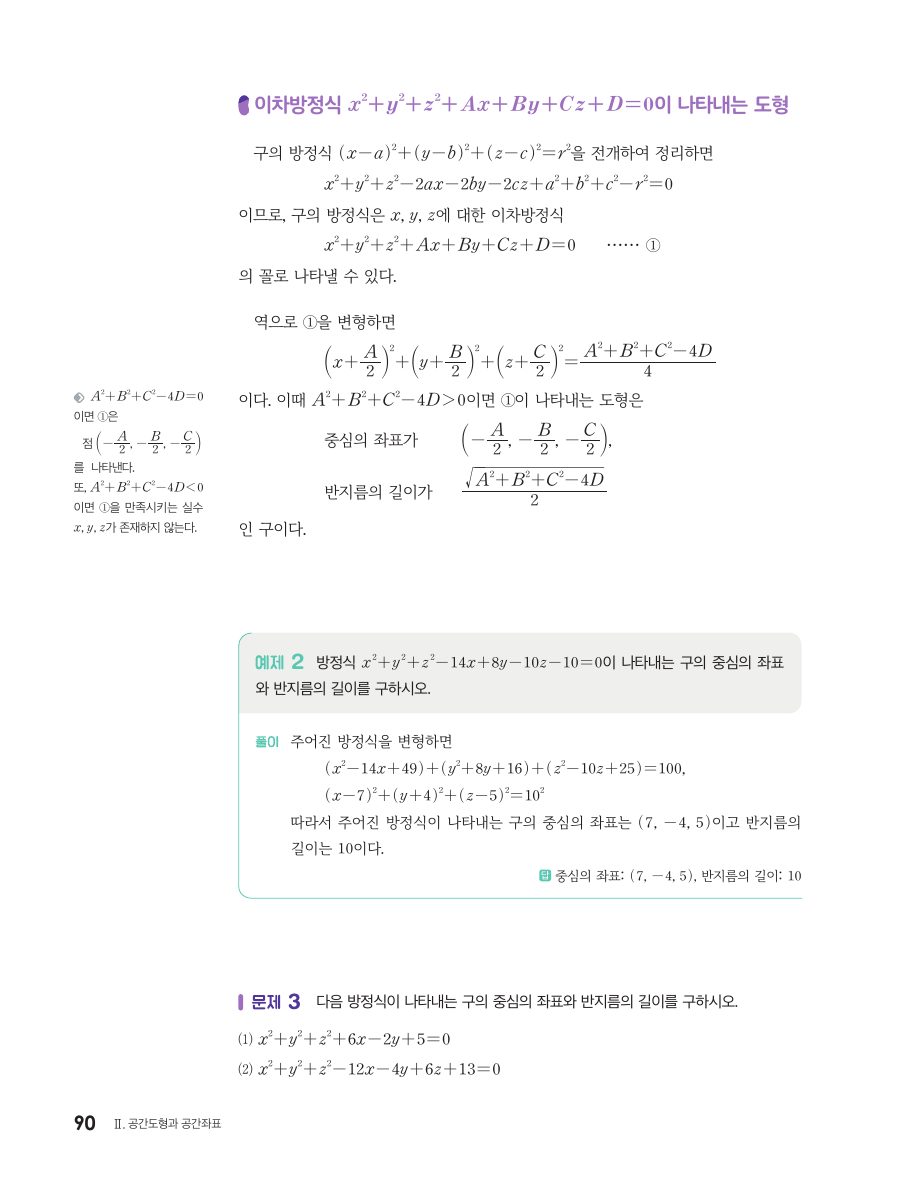 이차방정식 x²+y²+z²+Ax+By+Cz+D=0이 나타내는 도형
구의 방정식 (x-a)²+(y-b)²+(z-c)²=r²을 전개하여 정리하면
x²+y²+z²-2ax-2by-2cz+a²+b²+c²-r²=0
이므로, 구의 방정식은 x, y, z에 대한 이차방정식
x²+y²+z²+Ax+By+Cz+D=0 …… ①
의 꼴로 나타낼 수 있다.
역으로 ①을 변형하면
(x+A/2)²+(y+B/2)²+(z+C/2)²=(A²+B²+C²-4D)/4
이다. 이때 A²+B²+C²-4D>0이면 ①이 나타내는 도형은
중심의 좌표가 (-A/2, -B/2, -C/2),
반지름의 길이가 √(A²+B²+C²-4D)/2
인 구이다.
A²+B²+C²-4D=0
이면 ①은
점 (-A/2, -B/2, -C/2)
를 나타낸다.
또, A²+B²+C²-4D<0
이면 ①을 만족시키는 실수
x, y, z가 존재하지 않는다.
예제 2 방정식 x²+y²+z²-14x+8y-10z-10=0이 나타내는 구의 중심의 좌표
와 반지름의 길이를 구하시오.
풀이 주어진 방정식을 변형하면
(x²-14x+49)+(y²+8y+16)+(z²-10z+25)=100,
(x-7)²+(y+4)²+(z-5)²=10²
따라서 주어진 방정식이 나타내는 구의 중심의 좌표는 (7, -4, 5)이고 반지름의
길이는 10이다.
답 중심의 좌표: (7, -4, 5), 반지름의 길이: 10
문제 3 다음 방정식이 나타내는 구의 중심의 좌표와 반지름의 길이를 구하시오.
(1) x²+y²+z²+6x-2y+5=0
(2) x²+y²+z²-12x-4y+6z+13=0
90 Ⅱ. 공간도형과 공간좌표